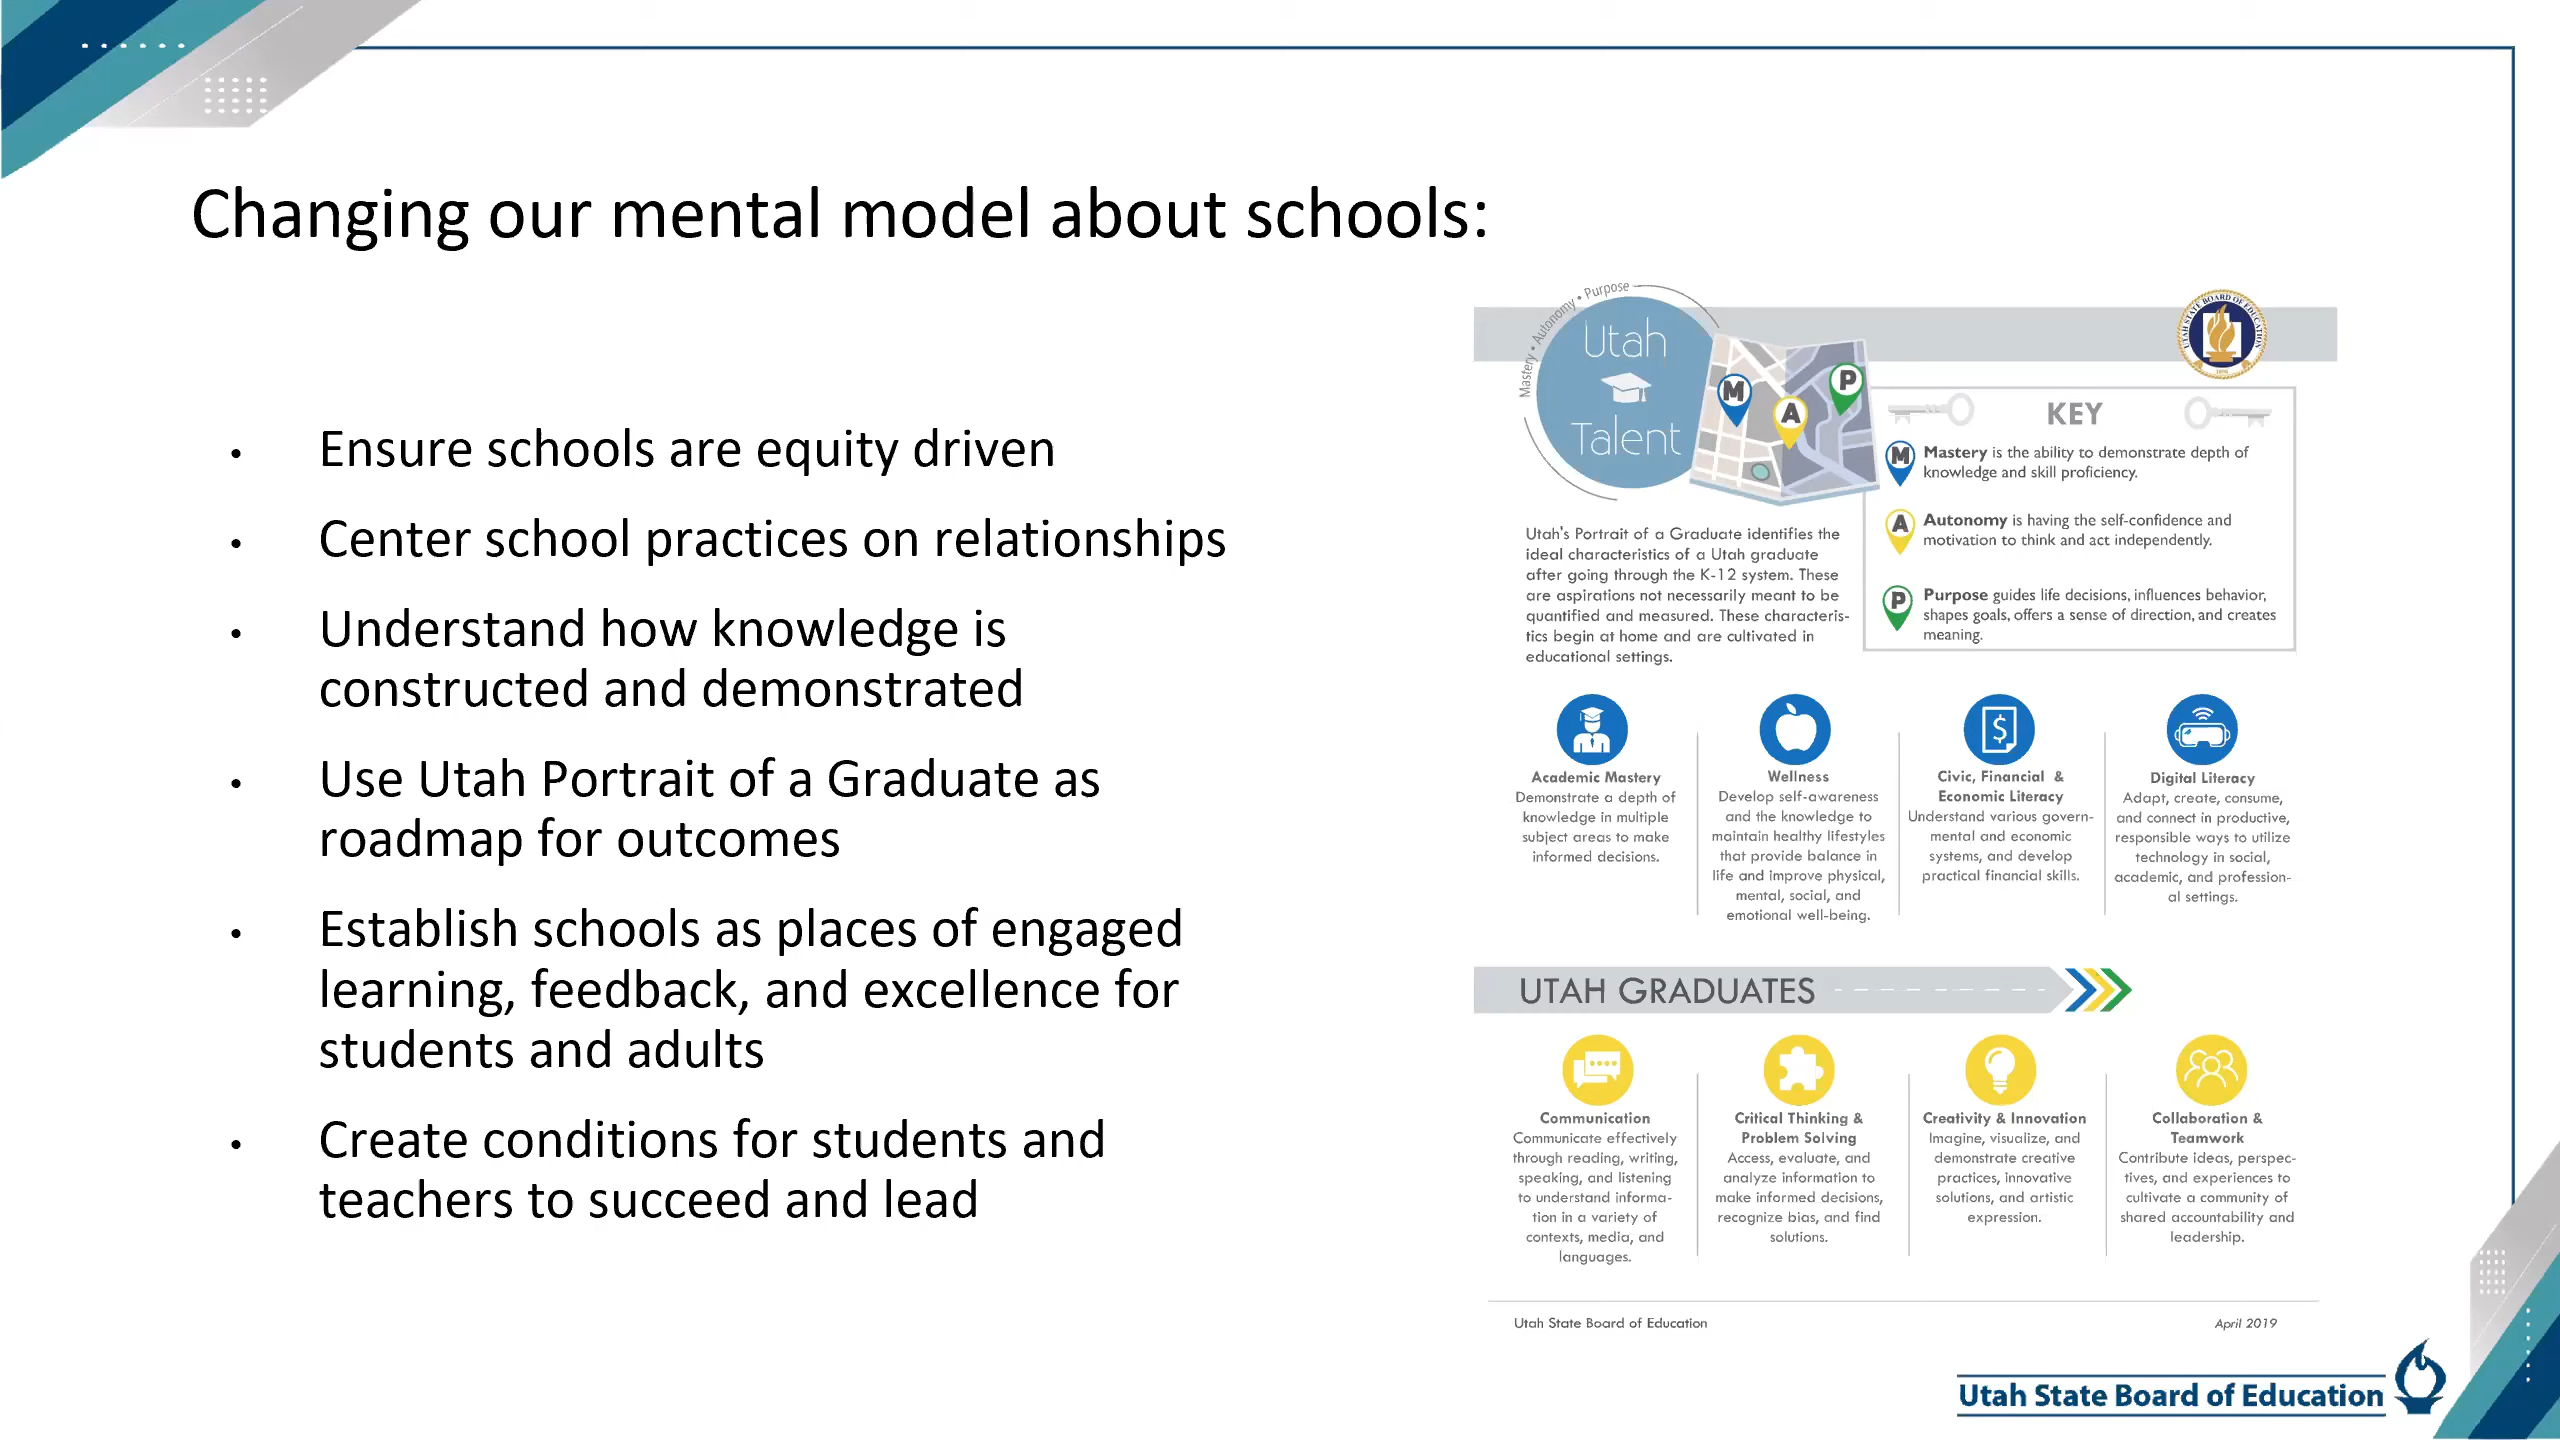 Changing our mental model about schools:
• Ensure schools are equity driven
• Center school practices on relationships
• Understand how knowledge is
constructed and demonstrated
• Use Utah Portrait of a Graduate as
roadmap for outcomes
• Establish schools as places of engaged
learning, feedback, and excellence for
students and adults
• Create conditions for students and
teachers to succeed and lead
Mastery • Autonomy • Purpose
Utah
Talent
M
A
P
UTAH STATE BOARD OF EDUCATION
KEY
M
Mastery is the ability to demonstrate depth of
knowledge and skill proficiency.
A
Autonomy is having the self-confidence and
motivation to think and act independently.
P
Purpose guides life decisions, influences behavior,
shapes goals, offers a sense of direction, and creates
meaning.
Utah's Portrait of a Graduate identifies the
ideal characteristics of a Utah graduate
after going through the K-12 system. These
are aspirations not necessarily meant to be
quantified and measured. These characteris-
tics begin at home and are cultivated in
educational settings.
Academic Mastery
Demonstrate a depth of
knowledge in multiple
subject areas to make
informed decisions.
Wellness
Develop self-awareness
and the knowledge to
maintain healthy lifestyles
that provide balance in
life and improve physical,
mental, social, and
emotional well-being.
$
Civic, Financial &
Economic Literacy
Understand various govern-
mental and economic
systems, and develop
practical financial skills.
Digital Literacy
Adapt, create, consume,
and connect in productive,
responsible ways to utilize
technology in social,
academic, and profession-
al settings.
UTAH GRADUATES
Communication
Communicate effectively
through reading, writing,
speaking, and listening
to understand informa-
tion in a variety of
contexts, media, and
languages.
Critical Thinking &
Problem Solving
Access, evaluate, and
analyze information to
make informed decisions,
recognize bias, and find
solutions.
Creativity & Innovation
Imagine, visualize, and
demonstrate creative
practices, innovative
solutions, and artistic
expression.
Collaboration &
Teamwork
Contribute ideas, perspec-
tives, and experiences to
cultivate a community of
shared accountability and
leadership.
Utah State Board of Education
April 2019
Utah State Board of Education